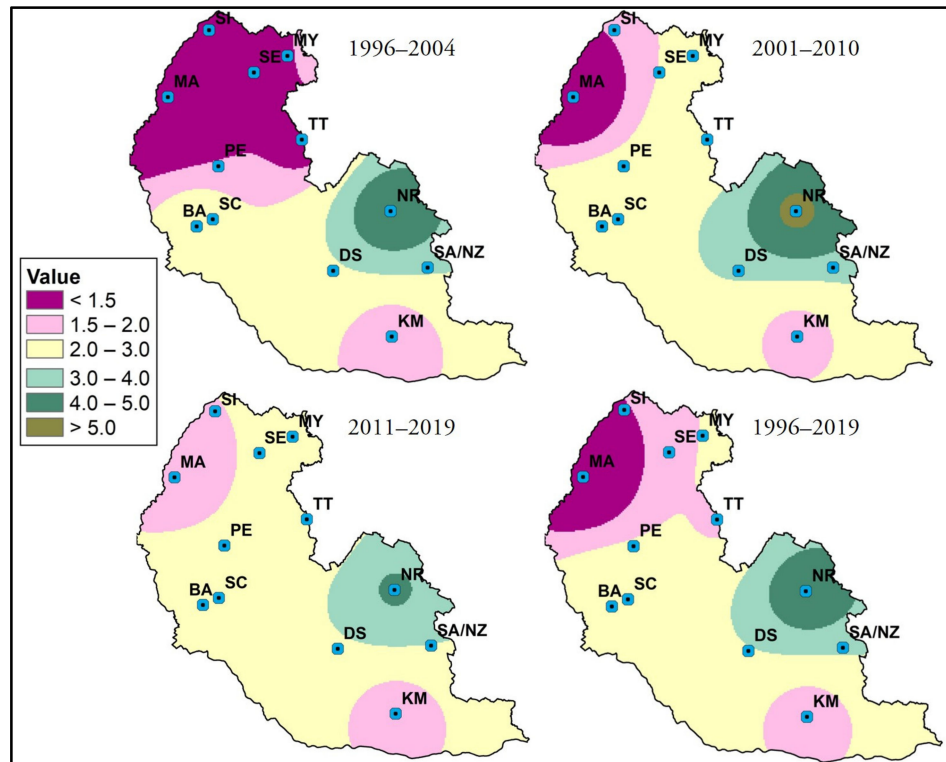 1996–2004
SI
MY
SE
MA
TT
PE
NR
BA
SC
DS
SA/NZ
KM
2001–2010
SI
MY
SE
MA
TT
PE
NR
BA
SC
DS
SA/NZ
KM
Value
< 1.5
1.5 – 2.0
2.0 – 3.0
3.0 – 4.0
4.0 – 5.0
> 5.0
2011–2019
SI
MY
SE
MA
TT
PE
NR
BA
SC
DS
SA/NZ
KM
1996–2019
SI
MY
SE
MA
TT
PE
NR
BA
SC
DS
SA/NZ
KM